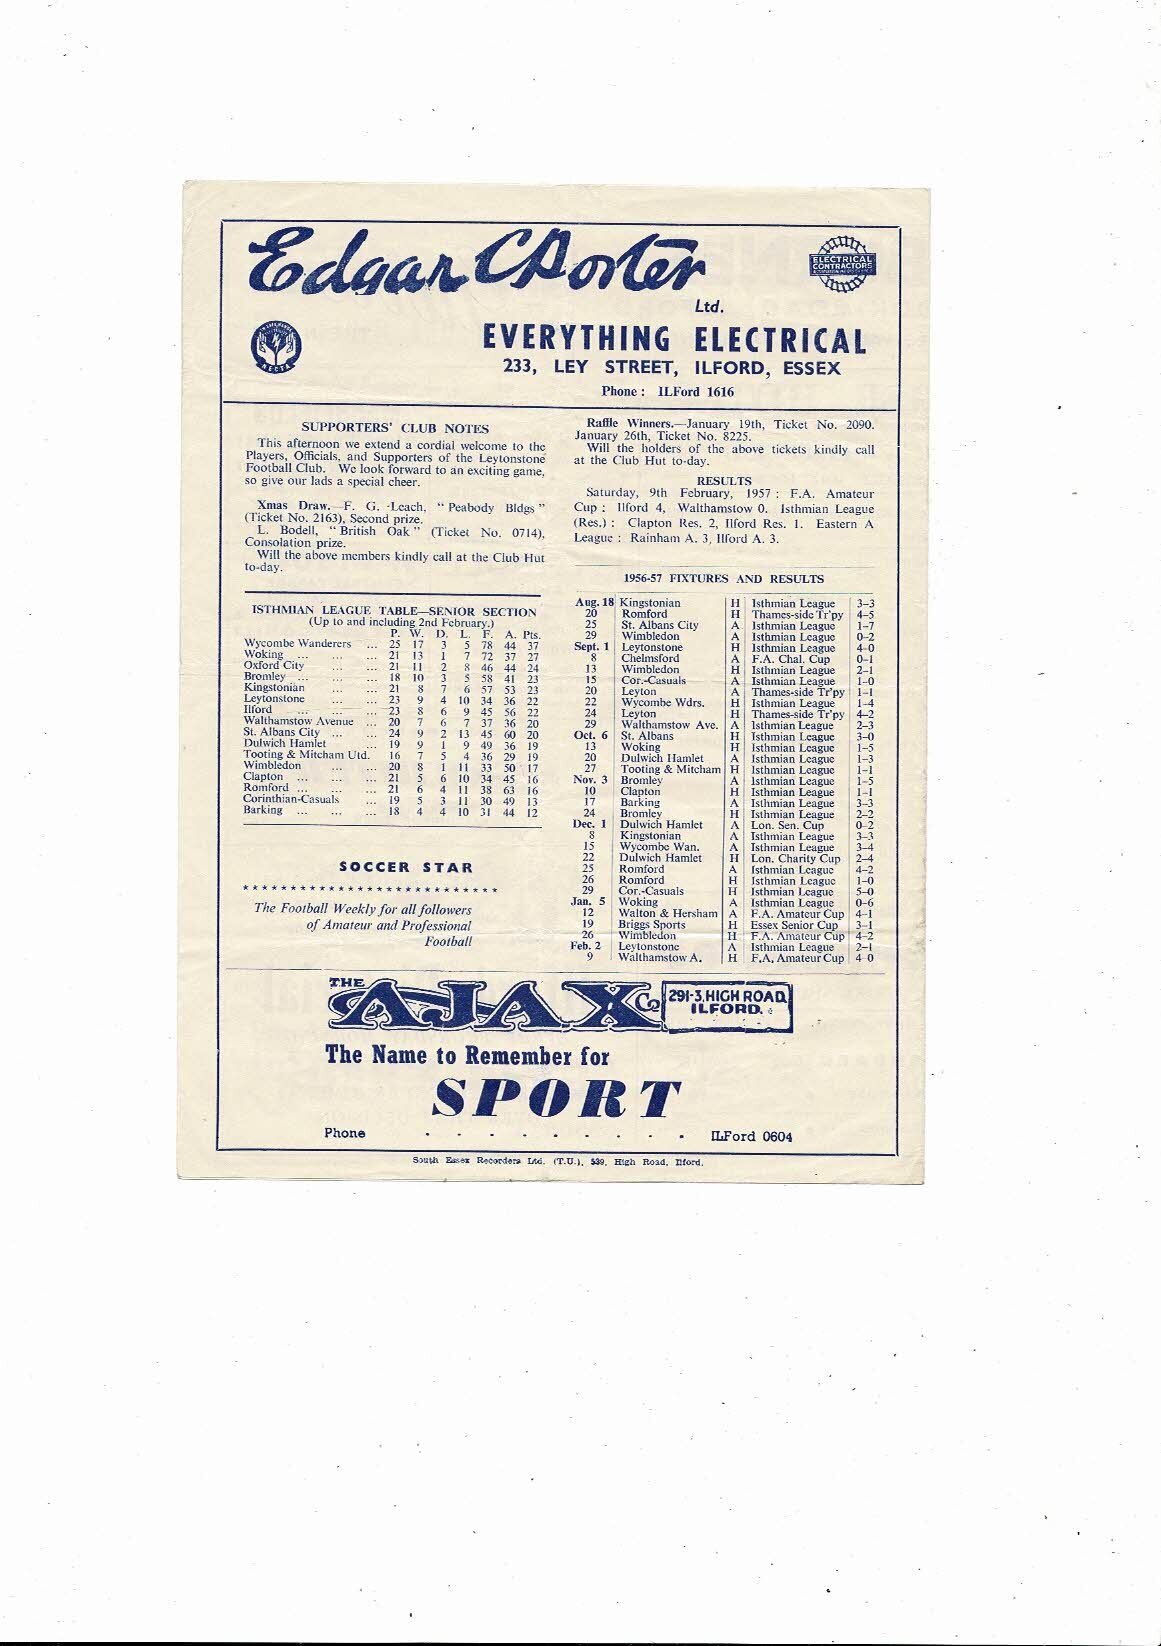 Edgar C Porter
Ltd.
ELECTRICAL
CONTRACTORS
NECTA
EVERYTHING ELECTRICAL
233, LEY STREET, ILFORD, ESSEX
Phone : ILFord 1616
SUPPORTERS' CLUB NOTES
This afternoon we extend a cordial welcome to the
Players, Officials, and Supporters of the Leytonstone
Football Club. We look forward to an exciting game,
so give our lads a special cheer.
Xmas Draw.—F. G. Leach, "Peabody Bldgs"
(Ticket No. 2163), Second prize.
L. Bodell, "British Oak" (Ticket No. 0714),
Consolation prize.
Will the above members kindly call at the Club Hut
to-day.
ISTHMIAN LEAGUE TABLE—SENIOR SECTION
(Up to and including 2nd February.)
P. W. D. L. F. A. Pts.
Wycombe Wanderers ... 25 17 3 5 78 44 37
Woking ... ... ... 21 13 1 7 72 37 27
Oxford City ... ... 21 11 2 8 46 44 24
Bromley ... ... ... 18 10 3 5 58 41 23
Kingstonian ... ... 21 8 7 6 57 53 23
Leytonstone ... ... 23 9 4 10 34 36 22
Ilford ... ... ... 23 8 6 9 45 56 22
Walthamstow Avenue ... 20 7 6 7 37 36 20
St. Albans City ... ... 24 9 2 13 45 60 20
Dulwich Hamlet ... 19 9 1 9 49 36 19
Tooting & Mitcham Utd. 16 7 5 4 36 29 19
Wimbledon ... ... 20 8 1 11 33 50 17
Clapton ... ... ... 21 5 6 10 34 45 16
Romford ... ... ... 21 6 4 11 38 63 16
Corinthian-Casuals ... 19 5 3 11 30 49 13
Barking ... ... ... 18 4 4 10 31 44 12
SOCCER STAR
* * * * * * * * * * * * * * * * * * * * * * * * * * *
The Football Weekly for all followers
of Amateur and Professional
Football
Raffle Winners.—January 19th, Ticket No. 2090.
January 26th, Ticket No. 8225.
Will the holders of the above tickets kindly call
at the Club Hut to-day.
RESULTS
Saturday, 9th February, 1957 : F.A. Amateur
Cup : Ilford 4, Walthamstow 0. Isthmian League
(Res.) : Clapton Res. 2, Ilford Res. 1. Eastern A
League : Rainham A. 3, Ilford A. 3.
1956-57 FIXTURES AND RESULTS
Aug. 18 Kingstonian H Isthmian League 3–3
20 Romford H Thames-side Tr'py 4–5
25 St. Albans City A Isthmian League 1–7
29 Wimbledon A Isthmian League 0–2
Sept. 1 Leytonstone H Isthmian League 4–0
8 Chelmsford A F.A. Chal. Cup 0–1
13 Wimbledon H Isthmian League 2–1
15 Cor.-Casuals A Isthmian League 1–0
20 Leyton A Thames-side Tr'py 1–1
22 Wycombe Wdrs. H Isthmian League 1–4
24 Leyton H Thames-side Tr'py 4–2
29 Walthamstow Ave. A Isthmian League 2–3
Oct. 6 St. Albans H Isthmian League 3–0
13 Woking H Isthmian League 1–5
20 Dulwich Hamlet A Isthmian League 1–3
27 Tooting & Mitcham H Isthmian League 1–1
Nov. 3 Bromley A Isthmian League 1–5
10 Clapton H Isthmian League 1–1
17 Barking A Isthmian League 3–3
24 Bromley H Isthmian League 2–2
Dec. 1 Dulwich Hamlet A Lon. Sen. Cup 0–2
8 Kingstonian A Isthmian League 3–3
15 Wycombe Wan. A Isthmian League 3–4
22 Dulwich Hamlet H Lon. Charity Cup 2–4
25 Romford A Isthmian League 4–2
26 Romford H Isthmian League 1–0
29 Cor.-Casuals H Isthmian League 5–0
Jan. 5 Woking A Isthmian League 0–6
12 Walton & Hersham A F.A. Amateur Cup 4–1
19 Briggs Sports H Essex Senior Cup 3–1
26 Wimbledon H F.A. Amateur Cup 4–2
Feb. 2 Leytonstone A Isthmian League 2–1
9 Walthamstow A. H F.A. Amateur Cup 4–0
THE AJAX Co 291-3, HIGH ROAD,
ILFORD.
The Name to Remember for
SPORT
Phone . . . . . . . . . ILFord 0604
South Essex Recorders Ltd. (T.U.), 539, High Road, Ilford.